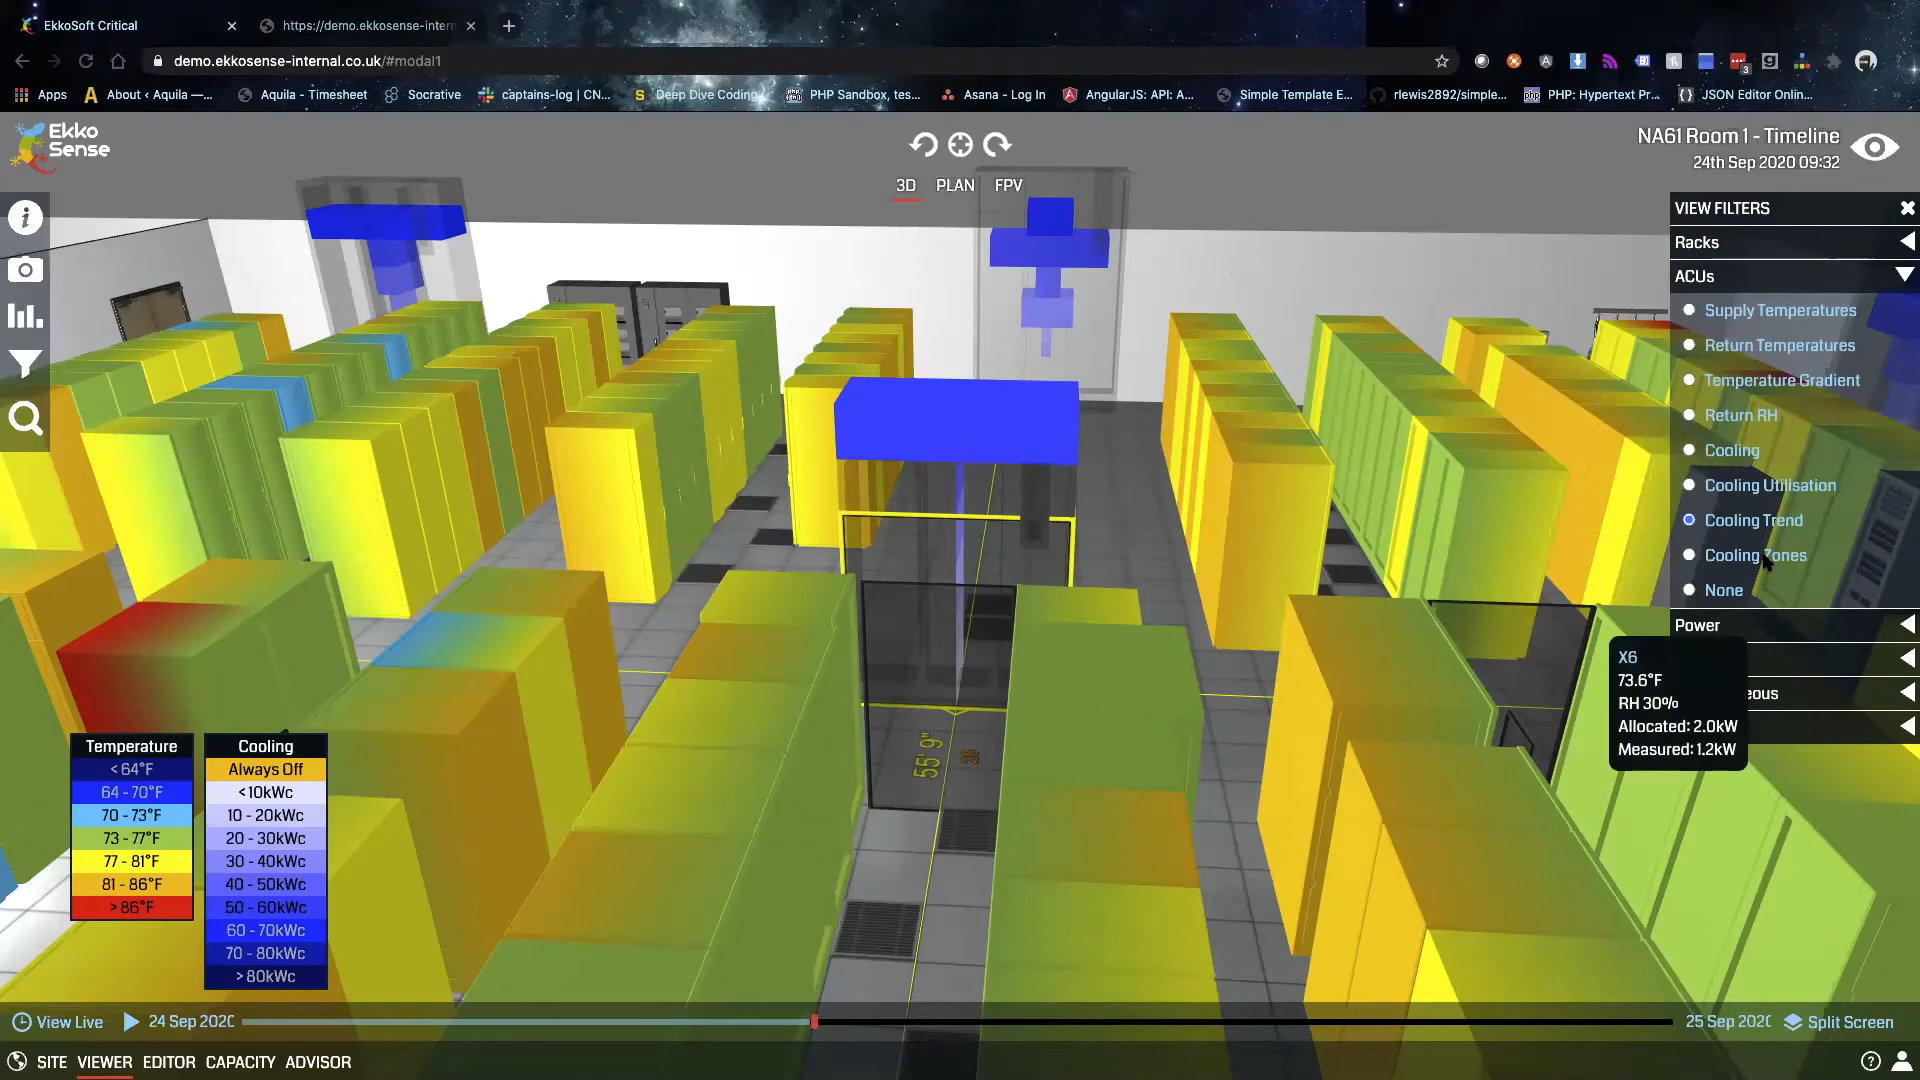 EkkoSoft Critical
https://demo.ekkosense-intern
demo.ekkosense-internal.co.uk/#modal1
Apps
About ‹ Aquila —...
Aquila - Timesheet
Socrative
captains-log | CN...
Deep Dive Coding
PHP Sandbox, tes...
Asana - Log In
AngularJS: API: A...
Simple Template E...
rlewis2892/simple...
PHP: Hypertext Pr...
JSON Editor Onlin...
Ekko
Sense
3D PLAN FPV
NA61 Room 1 - Timeline
24th Sep 2020 09:32
VIEW FILTERS
Racks
ACUs
Supply Temperatures
Return Temperatures
Temperature Gradient
Return RH
Cooling
Cooling Utilisation
Cooling Trend
Cooling Zones
None
Power
eous
X6
73.6°F
RH 30%
Allocated: 2.0kW
Measured: 1.2kW
55' 9"
Temperature
< 64°F
64 - 70°F
70 - 73°F
73 - 77°F
77 - 81°F
81 - 86°F
> 86°F
Cooling
Always Off
<10kWc
10 - 20kWc
20 - 30kWc
30 - 40kWc
40 - 50kWc
50 - 60kWc
60 - 70kWc
70 - 80kWc
> 80kWc
View Live
24 Sep 2020
25 Sep 2020
Split Screen
SITE VIEWER EDITOR CAPACITY ADVISOR